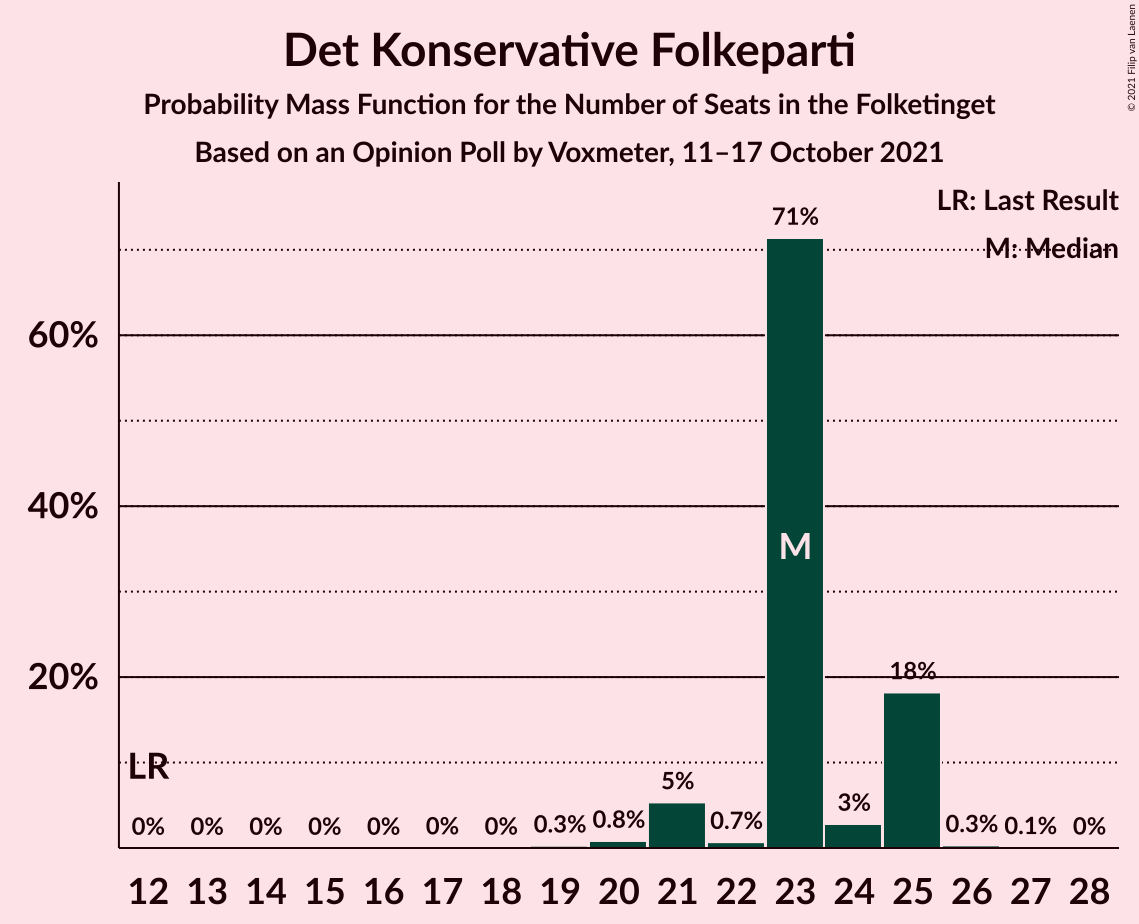 Det Konservative Folkeparti
Probability Mass Function for the Number of Seats in the Folketinget
Based on an Opinion Poll by Voxmeter, 11–17 October 2021
© 2021 Filip van Laenen
LR: Last Result
M: Median
60%
40%
20%
LR
M
0%
0%
0%
0%
0%
0%
0%
0.3%
0.8%
5%
0.7%
71%
3%
18%
0.3%
0.1%
0%
12 13 14 15 16 17 18 19 20 21 22 23 24 25 26 27 28